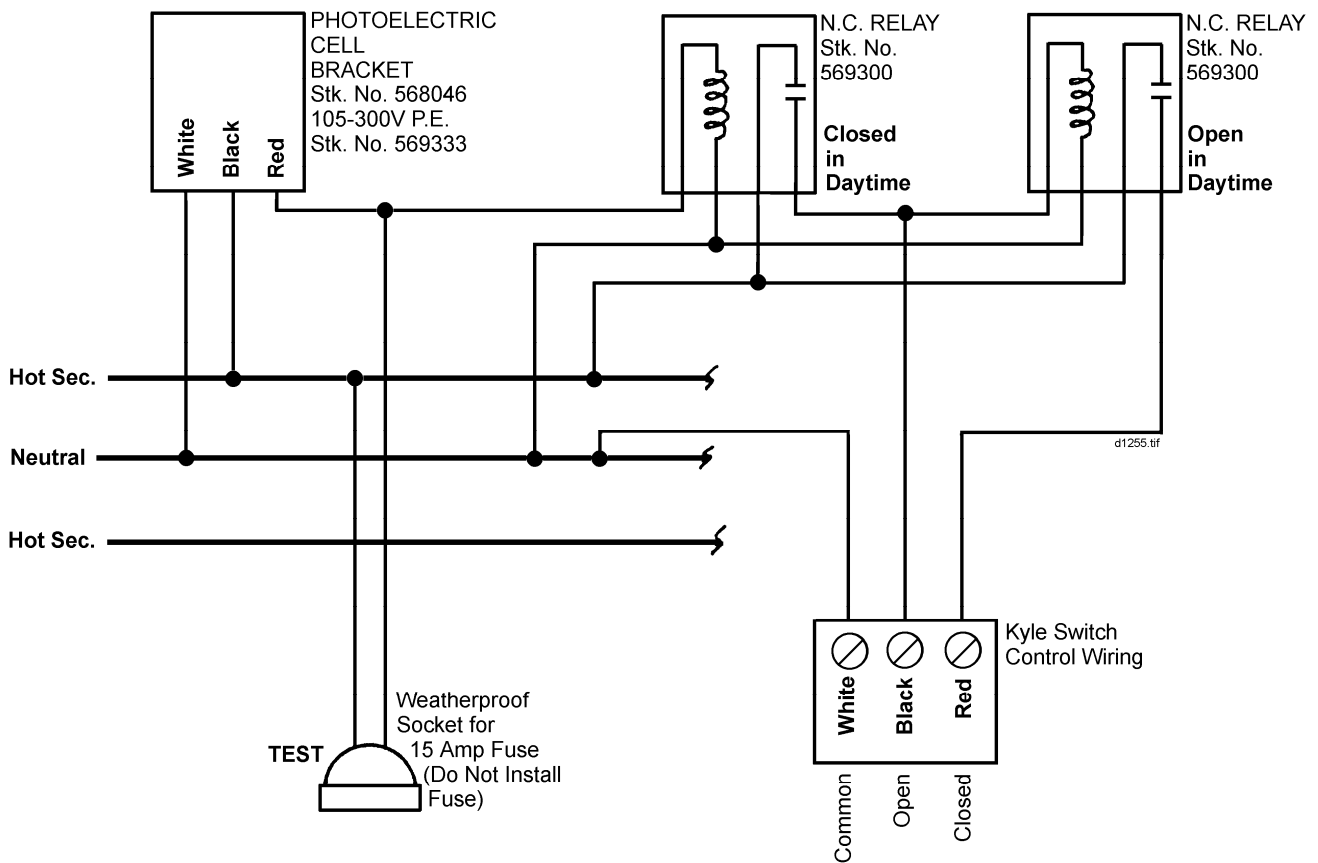 PHOTOELECTRIC
CELL
BRACKET
Stk. No. 568046
105-300V P.E.
Stk. No. 569333
White
Black
Red
N.C. RELAY
Stk. No.
569300
Closed
in
Daytime
N.C. RELAY
Stk. No.
569300
Open
in
Daytime
Hot Sec.
Neutral
Hot Sec.
d1255.tif
Kyle Switch
Control Wiring
White
Black
Red
Common
Open
Closed
TEST
Weatherproof
Socket for
15 Amp Fuse
(Do Not Install
Fuse)